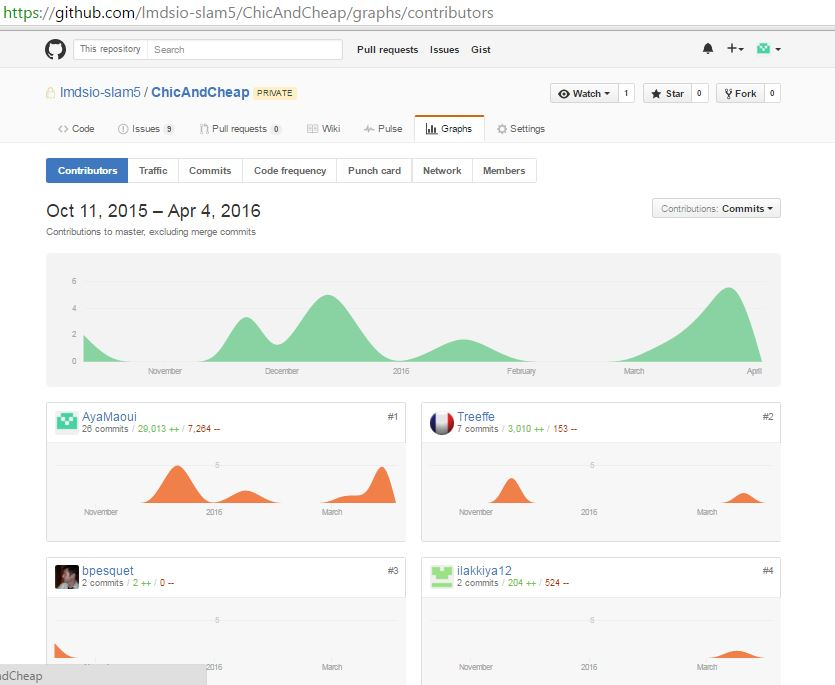 https://github.com/lmdsio-slam5/ChicAndCheap/graphs/contributors
This repository Search Pull requests Issues Gist
lmdsio-slam5 / ChicAndCheap PRIVATE Watch 1 Star 0 Fork 0
Code Issues 9 Pull requests 0 Wiki Pulse Graphs Settings
Contributors Traffic Commits Code frequency Punch card Network Members
Oct 11, 2015 – Apr 4, 2016 Contributions: Commits
Contributions to master, excluding merge commits
6
4
2
0
November December 2016 February March April
AyaMaoui #1
26 commits / 29,013 ++ / 7,264 --
5
November 2016 March
Treeffe #2
7 commits / 3,010 ++ / 153 --
5
November 2016 March
bpesquet #3
2 commits / 2 ++ / 0 --
5
2016 March
ilakkiya12 #4
2 commits / 204 ++ / 524 --
5
November 2016 March
dCheap